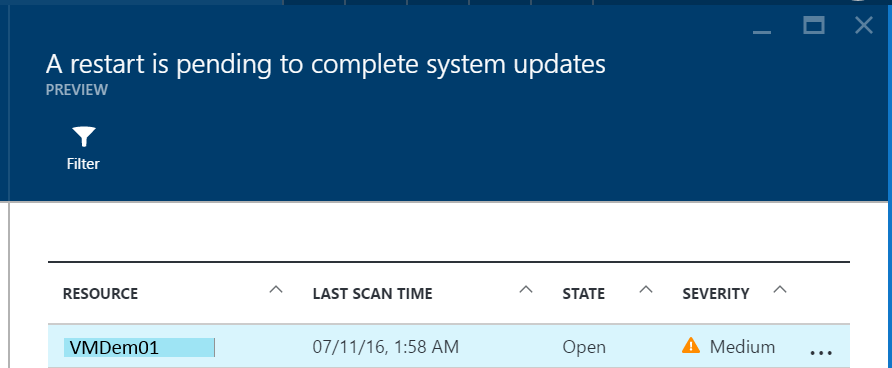 A restart is pending to complete system updates
PREVIEW
Filter
RESOURCE LAST SCAN TIME STATE SEVERITY
VMDem01 07/11/16, 1:58 AM Open Medium ...